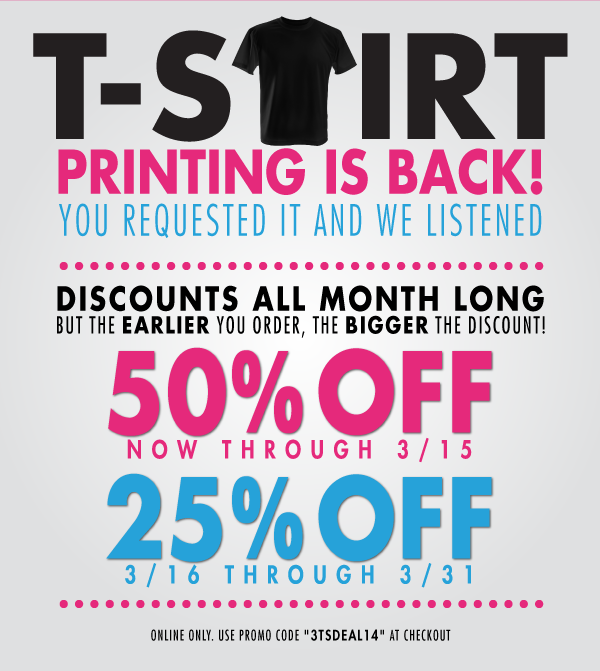 T-SHIRT
PRINTING IS BACK!
YOU REQUESTED IT AND WE LISTENED
DISCOUNTS ALL MONTH LONG
BUT THE EARLIER YOU ORDER, THE BIGGER THE DISCOUNT!
50% OFF
NOW THROUGH 3/15
25% OFF
3/16 THROUGH 3/31
ONLINE ONLY. USE PROMO CODE "3TSDEAL14" AT CHECKOUT